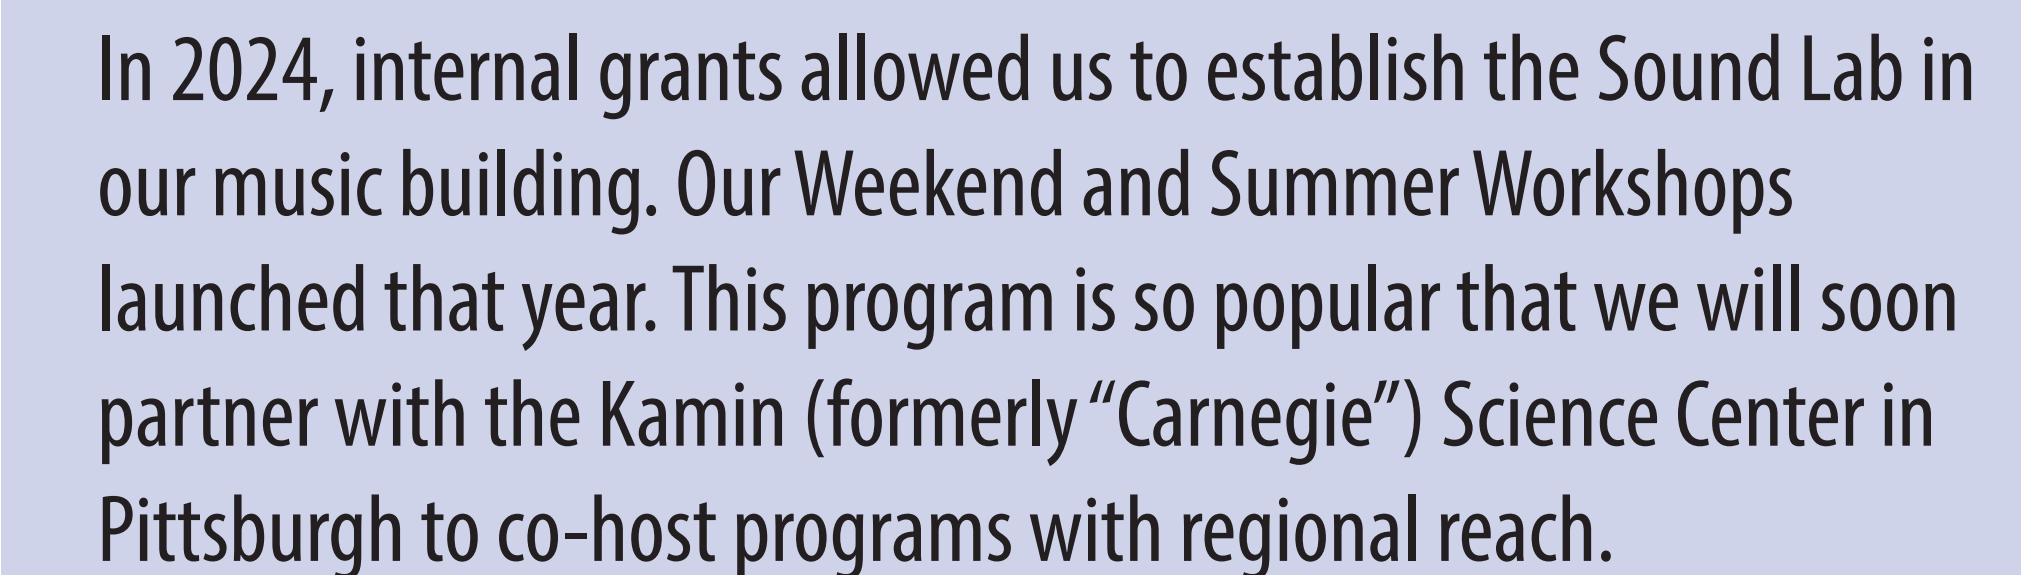 In 2024, internal grants allowed us to establish the Sound Lab in
our music building. Our Weekend and Summer Workshops
launched that year. This program is so popular that we will soon
partner with the Kamin (formerly “Carnegie”) Science Center in
Pittsburgh to co-host programs with regional reach.